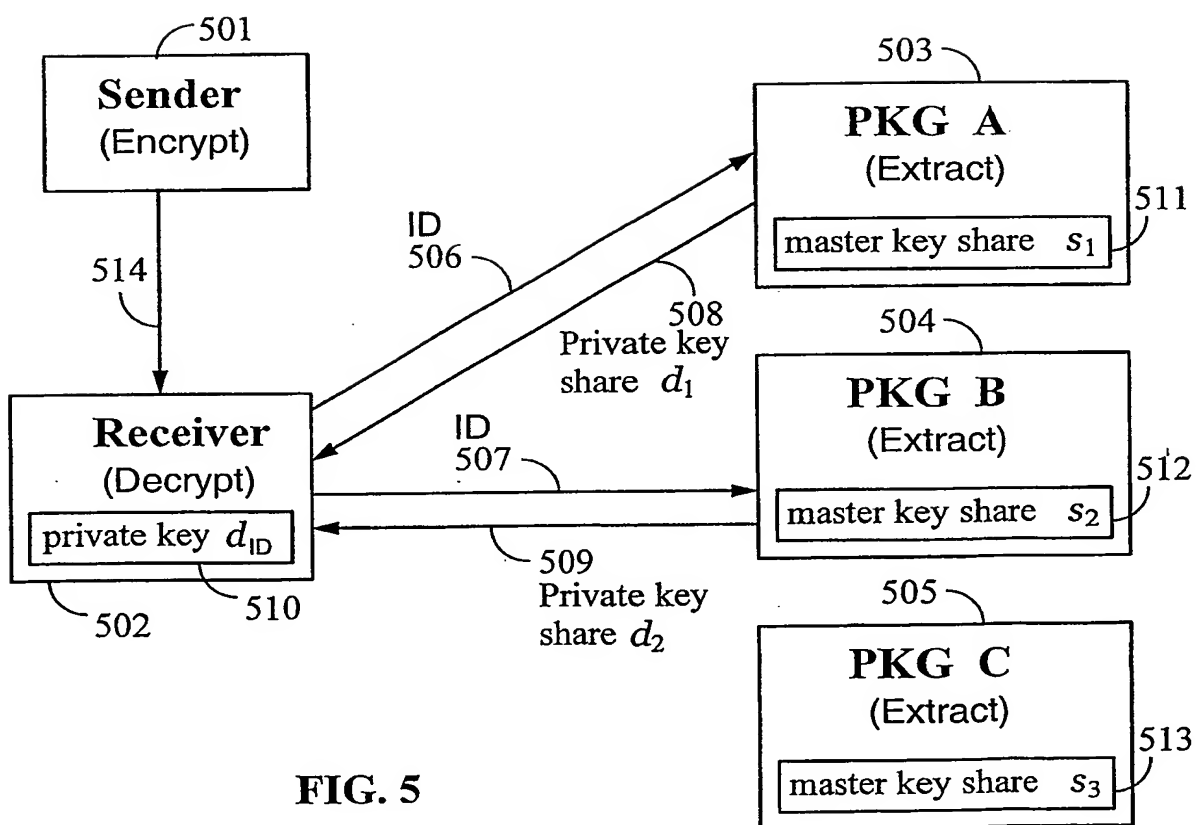 501
Sender
(Encrypt)
503
PKG A
(Extract)
511
master key share s₁
ID
506
514
508
Private key
share d₁
504
PKG B
(Extract)
512
master key share s₂
Receiver
(Decrypt)
private key d_ID
510
502
ID
507
509
Private key
share d₂
505
PKG C
(Extract)
513
master key share s₃
FIG. 5